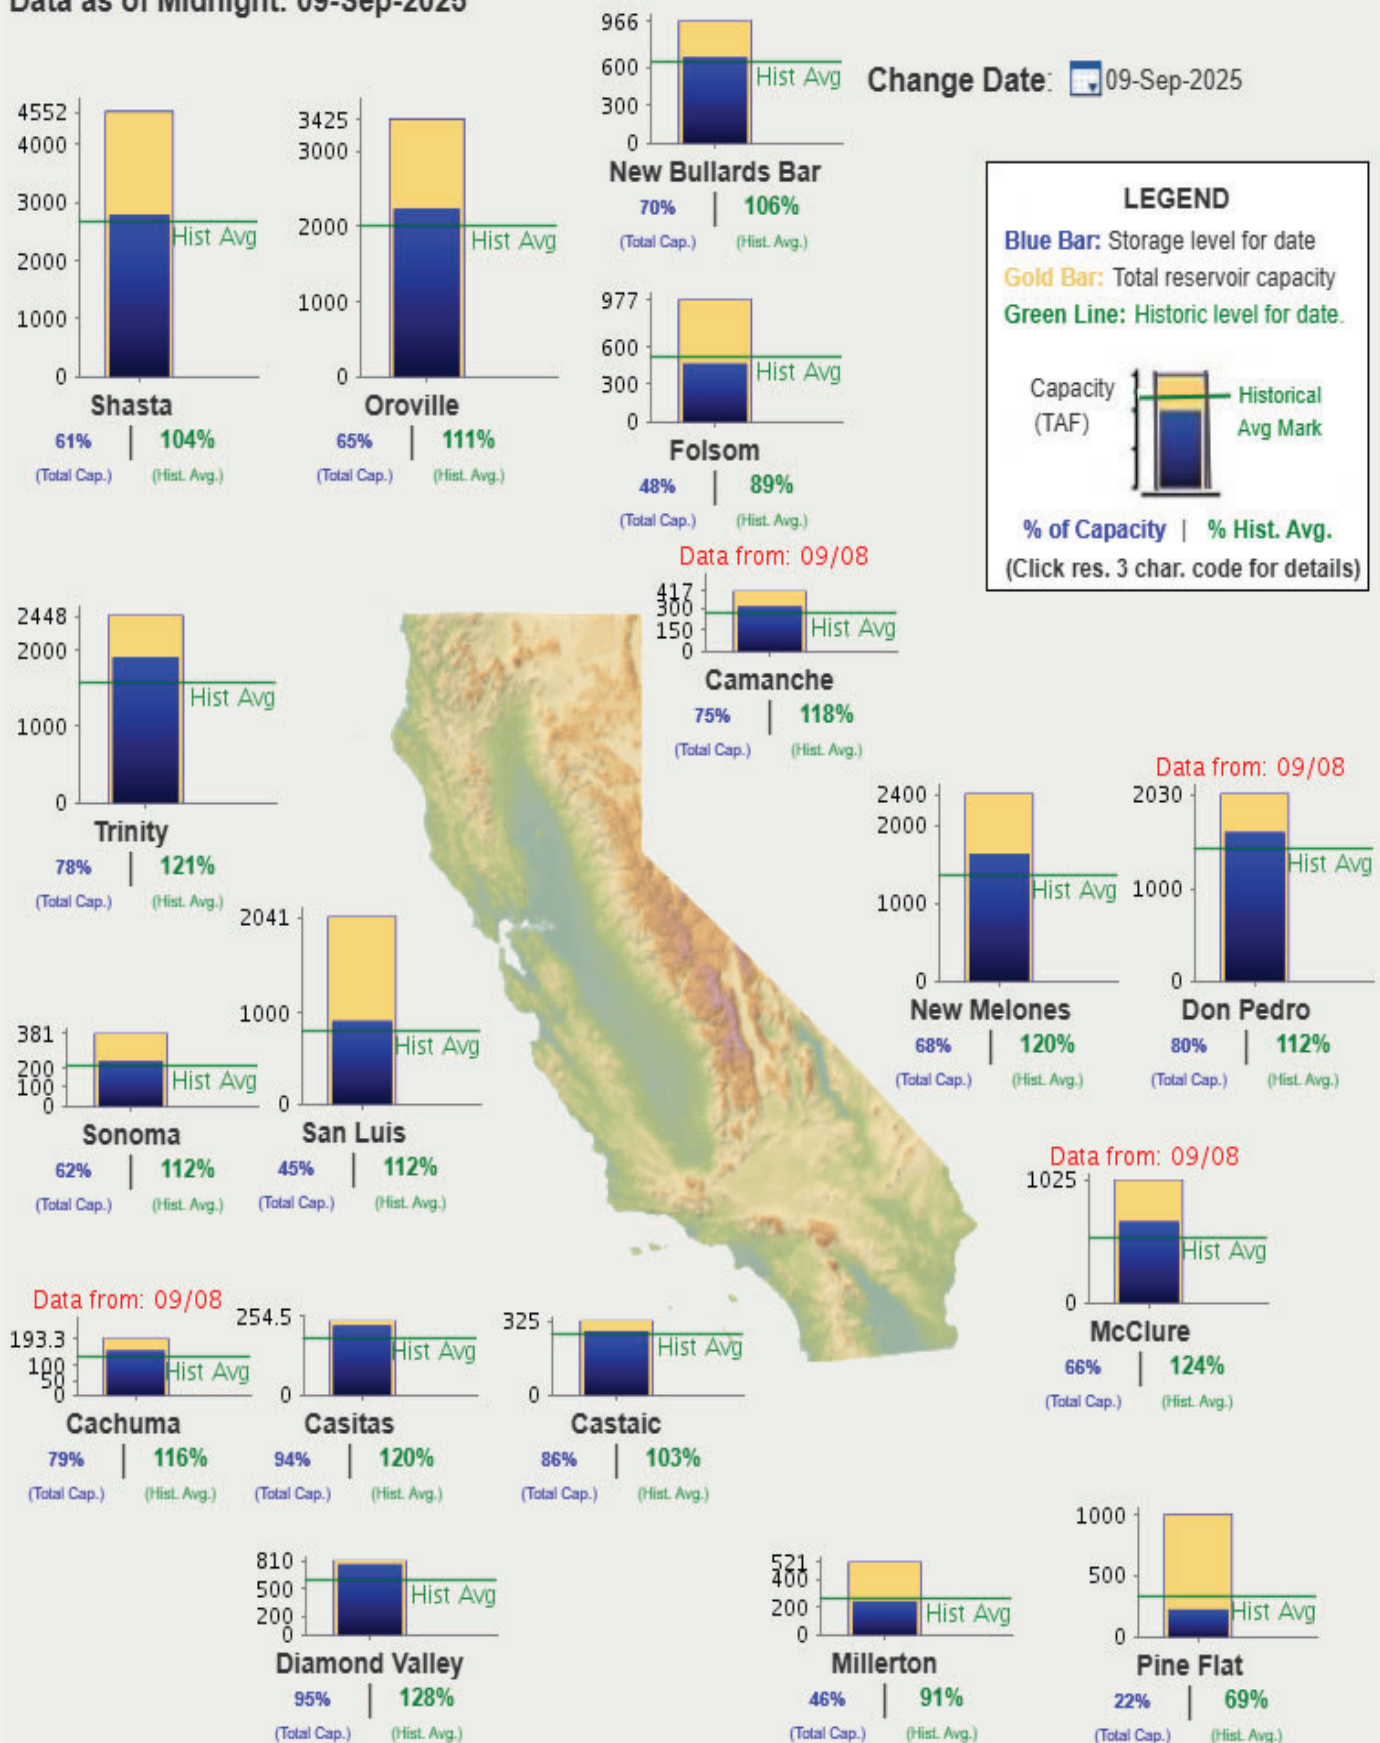 Data as of Midnight: 09-Sep-2025
Change Date: 09-Sep-2025
966
600
300
0
Hist Avg
New Bullards Bar
70% | 106%
(Total Cap.) (Hist. Avg.)
4552
4000
3000
2000
1000
0
Hist Avg
Shasta
61% | 104%
(Total Cap.) (Hist. Avg.)
3425
3000
2000
1000
0
Hist Avg
Oroville
65% | 111%
(Total Cap.) (Hist. Avg.)
977
600
300
0
Hist Avg
Folsom
48% | 89%
(Total Cap.) (Hist. Avg.)
LEGEND
Blue Bar: Storage level for date
Gold Bar: Total reservoir capacity
Green Line: Historic level for date.
Capacity
(TAF)
Historical
Avg Mark
% of Capacity | % Hist. Avg.
(Click res. 3 char. code for details)
Data from: 09/08
417
300
150
0
Hist Avg
Camanche
75% | 118%
(Total Cap.) (Hist. Avg.)
2448
2000
1000
0
Hist Avg
Trinity
78% | 121%
(Total Cap.) (Hist. Avg.)
2400
2000
1000
0
Hist Avg
New Melones
68% | 120%
(Total Cap.) (Hist. Avg.)
Data from: 09/08
2030
1000
0
Hist Avg
Don Pedro
80% | 112%
(Total Cap.) (Hist. Avg.)
381
200
100
0
Hist Avg
Sonoma
62% | 112%
(Total Cap.) (Hist. Avg.)
2041
1000
0
Hist Avg
San Luis
45% | 112%
(Total Cap.) (Hist. Avg.)
Data from: 09/08
1025
0
Hist Avg
McClure
66% | 124%
(Total Cap.) (Hist. Avg.)
Data from: 09/08
193.3
100
50
0
Hist Avg
Cachuma
79% | 116%
(Total Cap.) (Hist. Avg.)
254.5
0
Hist Avg
Casitas
94% | 120%
(Total Cap.) (Hist. Avg.)
325
0
Hist Avg
Castaic
86% | 103%
(Total Cap.) (Hist. Avg.)
810
500
200
0
Hist Avg
Diamond Valley
95% | 128%
(Total Cap.) (Hist. Avg.)
521
400
200
0
Hist Avg
Millerton
46% | 91%
(Total Cap.) (Hist. Avg.)
1000
500
0
Hist Avg
Pine Flat
22% | 69%
(Total Cap.) (Hist. Avg.)